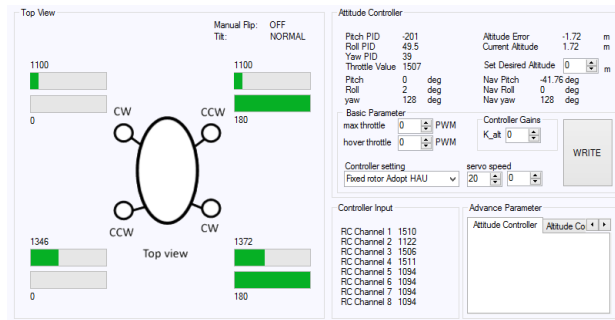 Top View
Manual Flip: OFF
Tilt: NORMAL
1100 1100
0 180
CW CCW
CCW CW
Top view
1346 1372
0 180
Attitude Controller
Pitch PID -201
Roll PID 49.5
Yaw PID 39
Throttle Value 1507
Altitude Error -1.72 m
Current Altitude 1.72 m
Set Desired Altitude 0 m
Pitch 0 deg Nav Pitch -41.76 deg
Roll 2 deg Nav Roll 0 deg
yaw 128 deg Nav yaw 128 deg
Basic Parameter
max throttle 0 PWM
hover throttle 0 PWM
Controller Gains
K_alt 0
WRITE
Controller setting servo speed
Fixed rotor Adopt HAU 20 0
Controller Input
RC Channel 1 1510
RC Channel 2 1122
RC Channel 3 1506
RC Channel 4 1511
RC Channel 5 1094
RC Channel 6 1094
RC Channel 7 1094
RC Channel 8 1094
Advance Parameter
Attitude Controller Altitude Co